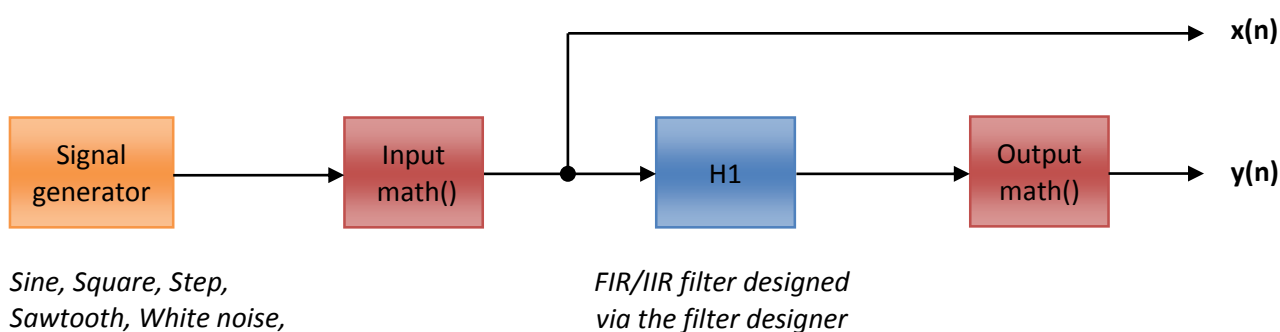 x(n)
Signal
generator
Input
math()
H1
Output
math()
y(n)
Sine, Square, Step,
Sawtooth, White noise,
FIR/IIR filter designed
via the filter designer